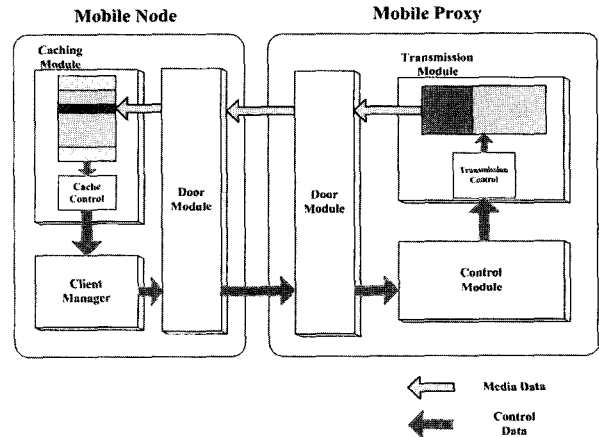 Mobile Node
Mobile Proxy
Caching
Module
Cache
Control
Client
Manager
Door
Module
Door
Module
Transmission
Module
Transmission
Control
Control
Module
Media Data
Control
Data